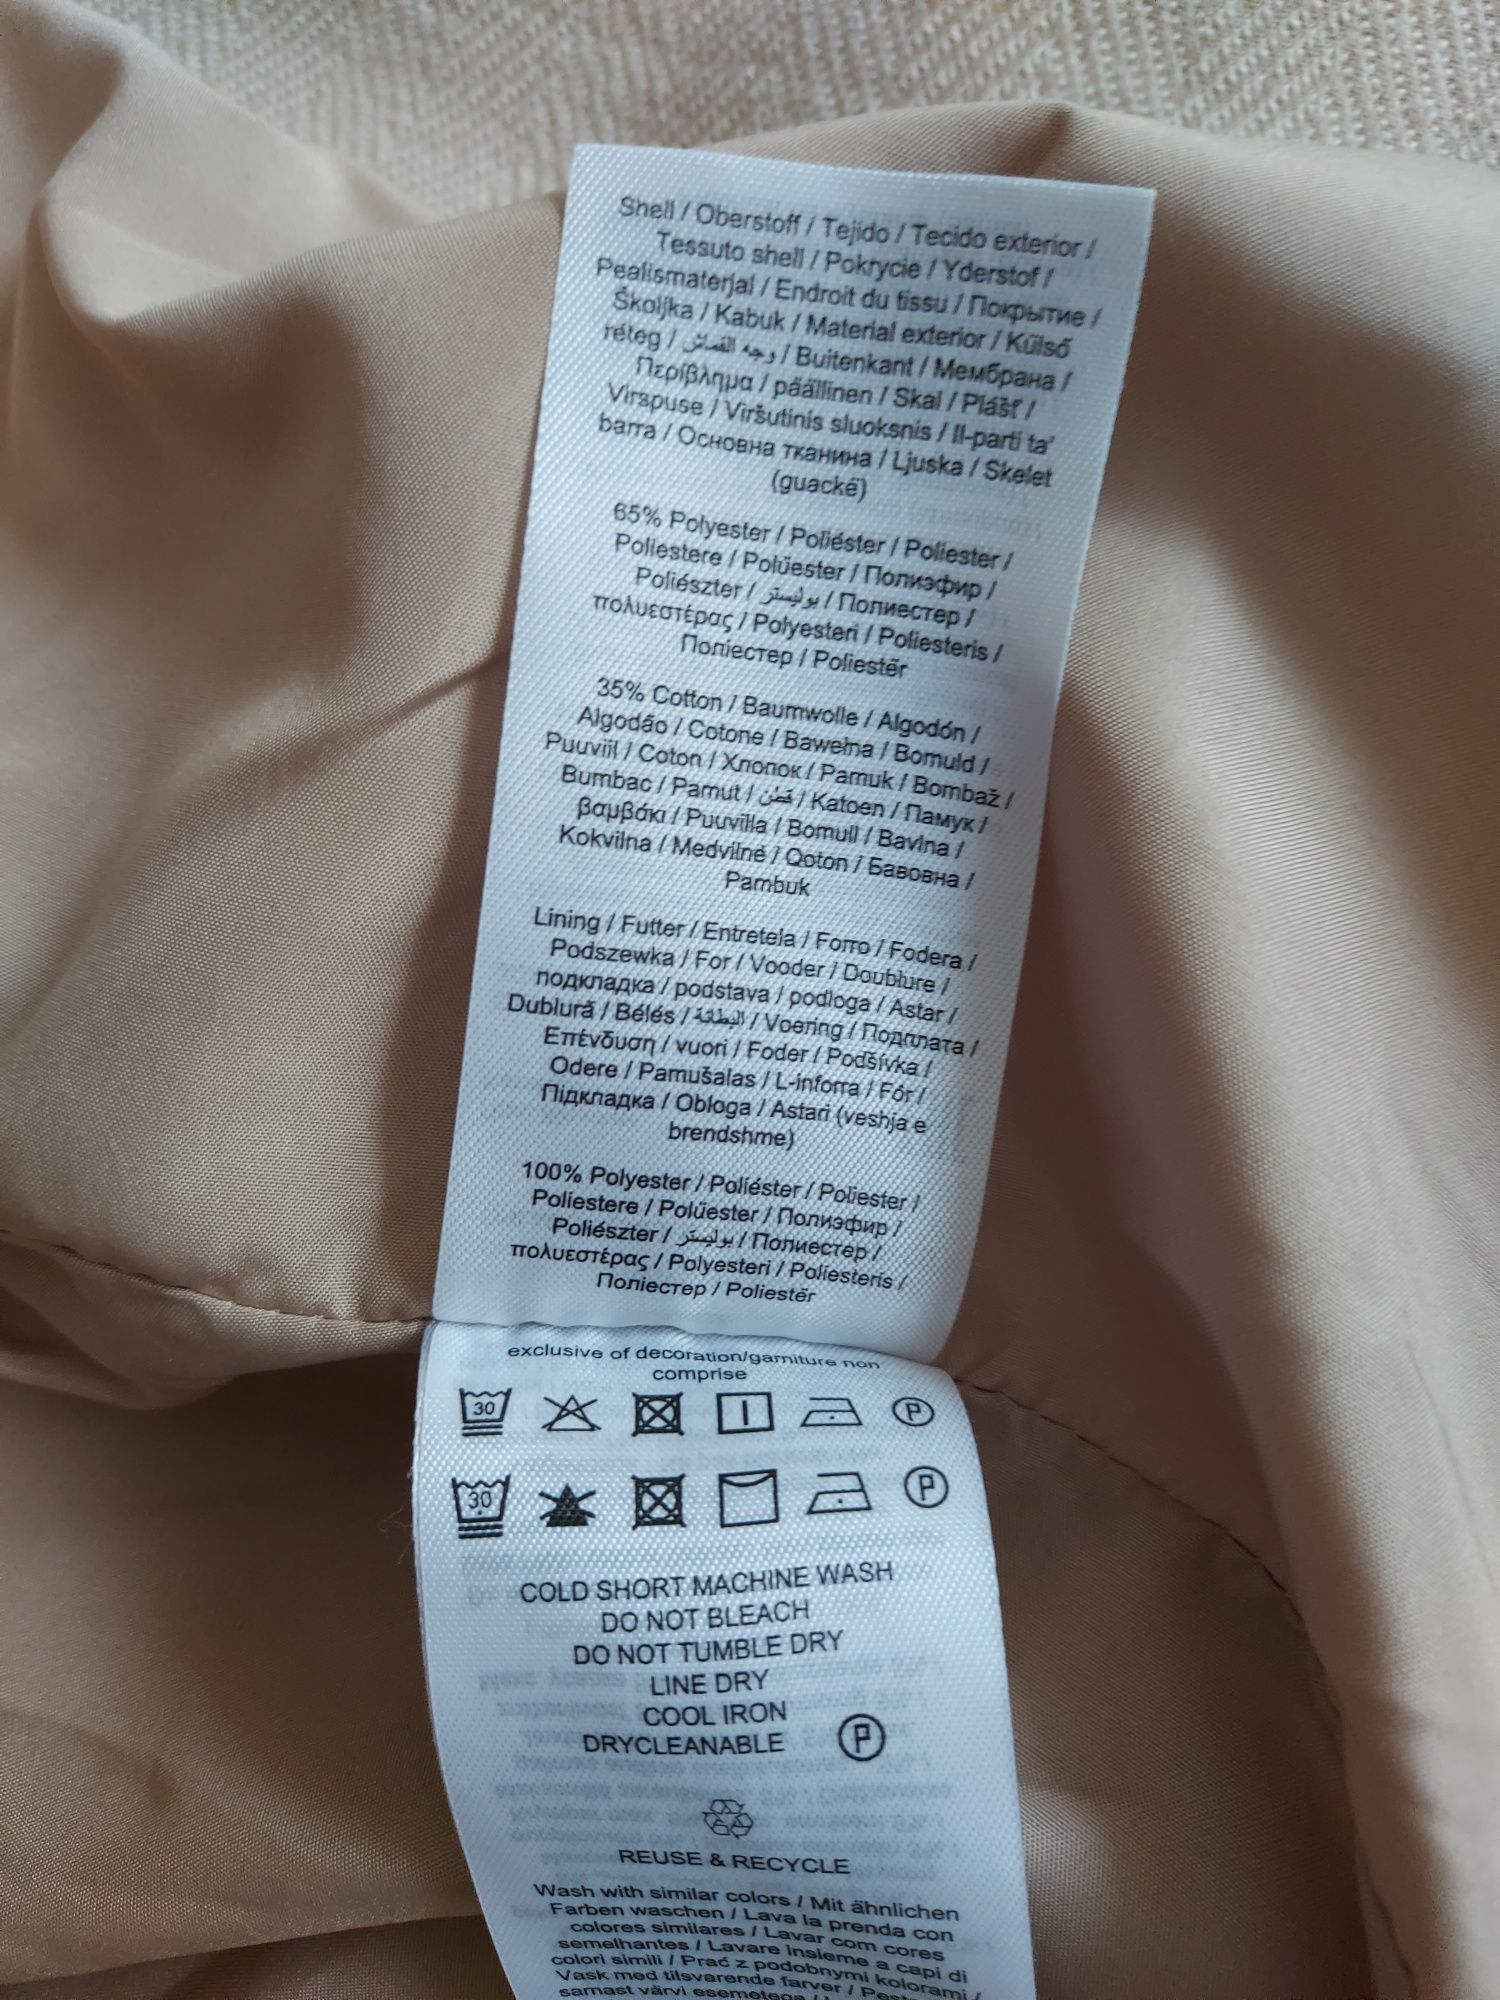 Shell / Oberstoff / Tejido / Tecido exterior /
Tessuto shell / Pokrycie / Yderstof /
Pealismaterjal / Endroit du tissu / Покрытие /
Školjka / Kabuk / Material exterior / Külső
réteg / وجه القماش / Buitenkant / Мембрана /
Περίβλημα / päällinen / Skal / Plášť /
Virspuse / Viršutinis sluoksnis / Il-parti ta'
barra / Основна тканина / Ljuska / Skelet
(guackë)
65% Polyester / Poliéster / Poliester /
Poliestere / Polüester / Полиэфир /
Poliészter / بوليستر / Полиестер /
πολυεστέρας / Polyesteri / Poliesteris /
Поліестер / Poliestër
35% Cotton / Baumwolle / Algodón /
Algodão / Cotone / Bawełna / Bomuld /
Puuviil / Coton / Хлопок / Pamuk / Bombaž /
Bumbac / Pamut / قطن / Katoen / Памук /
βαμβάκι / Puuvilla / Bomull / Bavlna /
Kokvilna / Medvilnė / Qoton / Бавовна /
Pambuk
Lining / Futter / Entretela / Forro / Fodera /
Podszewka / For / Vooder / Doublure /
подкладка / podstava / podloga / Astar /
Dublură / Bélés / البطانة / Voering / Подплата /
Επένδυση / vuori / Foder / Podšívka /
Odere / Pamušalas / L-inforra / Fór /
Підкладка / Obloga / Astari (veshja e
brendshme)
100% Polyester / Poliéster / Poliester /
Poliestere / Polüester / Полиэфир /
Poliészter / بوليستر / Полиестер /
πολυεστέρας / Polyesteri / Poliesteris /
Поліестер / Poliestër
exclusive of decoration/garniture non
comprise
30 P
30 P
COLD SHORT MACHINE WASH
DO NOT BLEACH
DO NOT TUMBLE DRY
LINE DRY
COOL IRON
DRYCLEANABLE P
REUSE & RECYCLE
Wash with similar colors / Mit ähnlichen
Farben waschen / Lava la prenda con
colores similares / Lavar com cores
semelhantes / Lavare insieme a capi di
colori simili / Prać z podobnymi kolorami /
Vask med tilsvarende farver /
samast värvi esemetega /